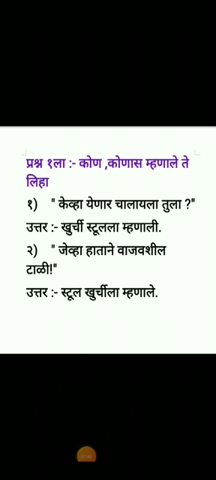 प्रश्न १ला :- कोण ,कोणास म्हणाले ते
लिहा
१) " केव्हा येणार चालायला तुला ?"
उत्तर :- खुर्ची स्टूलला म्हणाली.
२) " जेव्हा हाताने वाजवशील
टाळी!"
उत्तर :- स्टूल खुर्चीला म्हणाले.